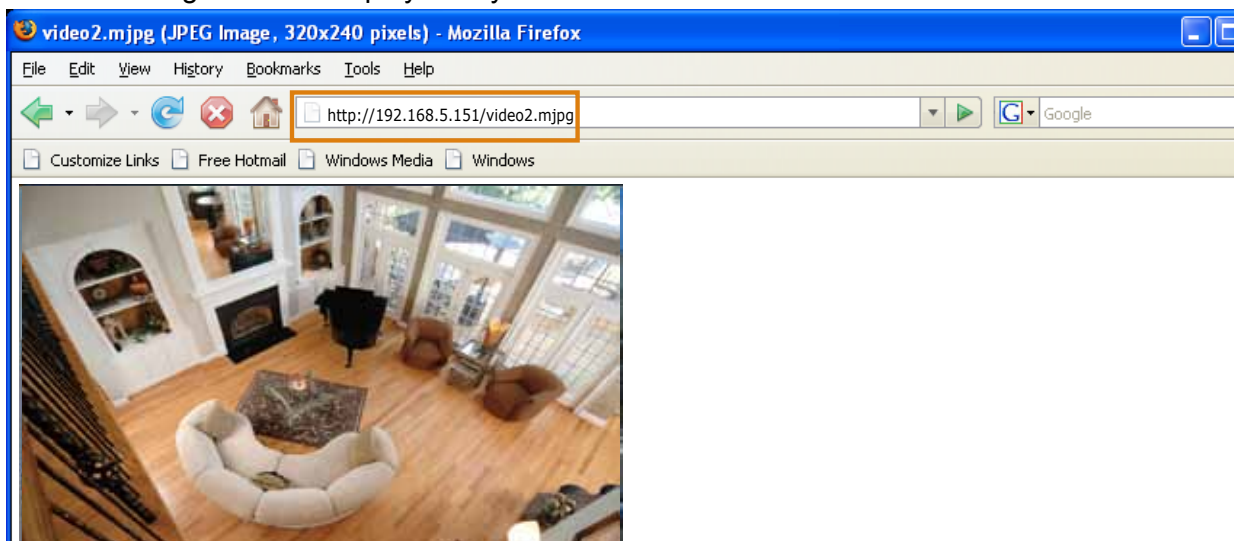 video2.mjpg (JPEG Image, 320x240 pixels) - Mozilla Firefox
File Edit View History Bookmarks Tools Help
http://192.168.5.151/video2.mjpg G Google
Customize Links Free Hotmail Windows Media Windows